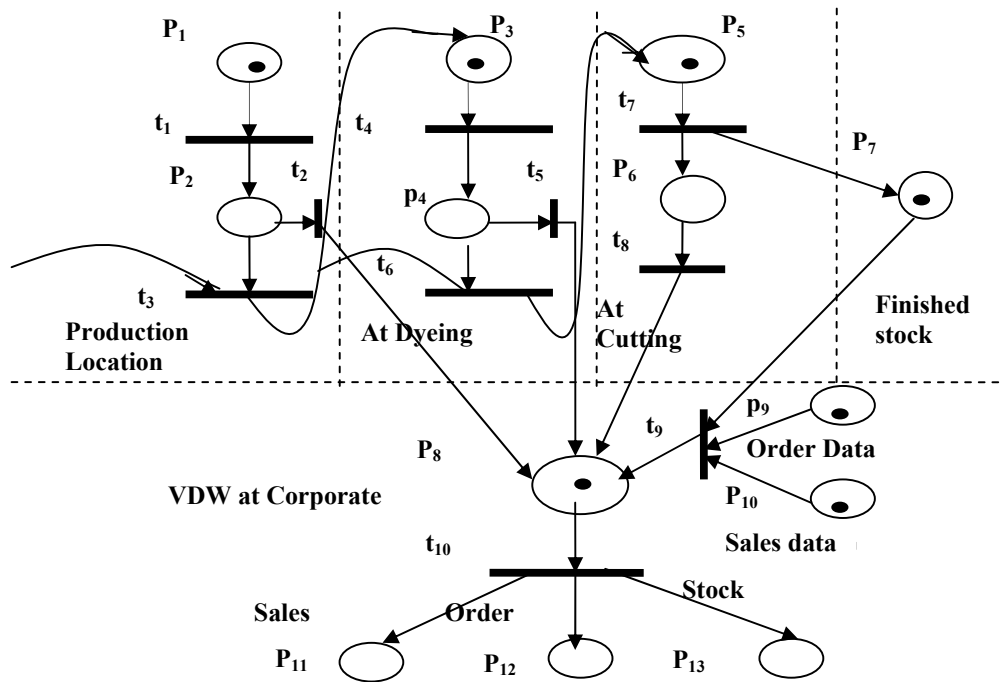 P₁
P₃
P₅
t₁
t₄
t₇
P₇
P₂
t₂
p₄
t₅
P₆
t₈
t₃
t₆
Production
Location
At Dyeing
At
Cutting
Finished
stock
P₈
t₉
p₉
Order Data
VDW at Corporate
P₁₀
Sales data
t₁₀
Sales
Order
Stock
P₁₁
P₁₂
P₁₃